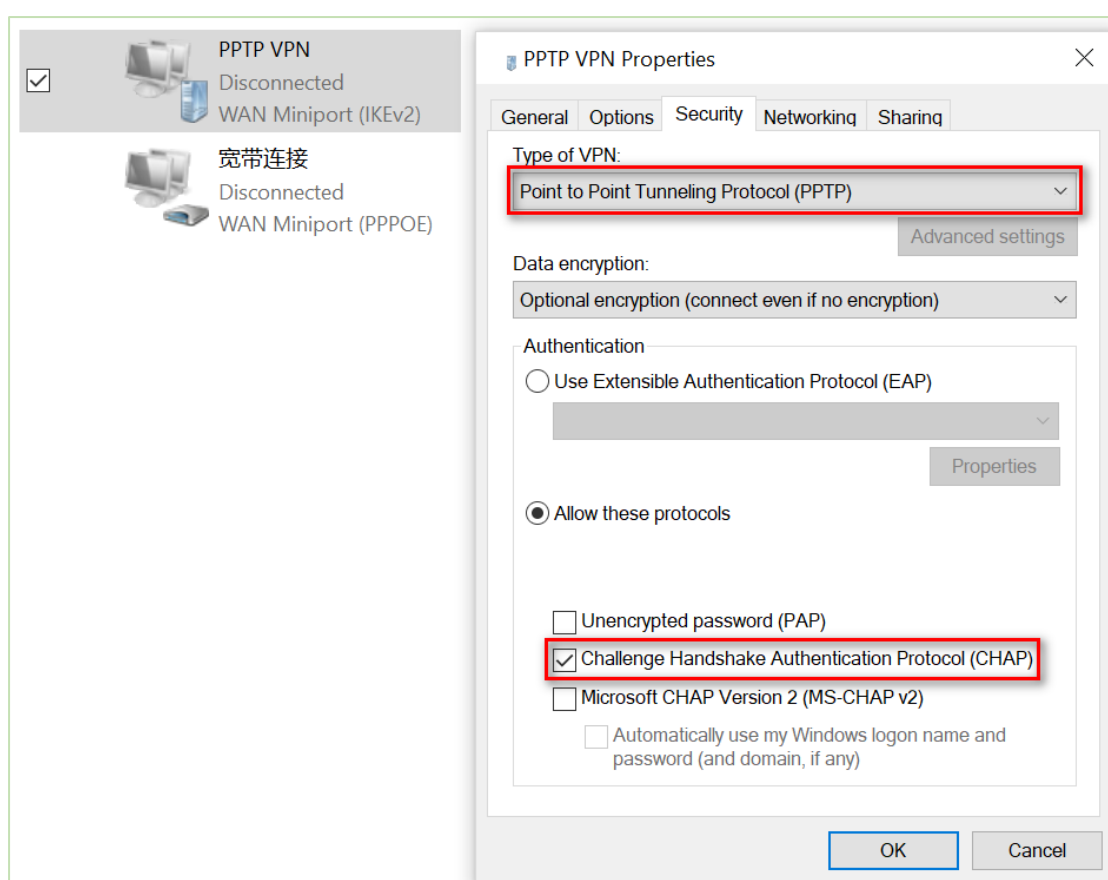 PPTP VPN
Disconnected
WAN Miniport (IKEv2)
宽带连接
Disconnected
WAN Miniport (PPPOE)
PPTP VPN Properties
General Options Security Networking Sharing
Type of VPN:
Point to Point Tunneling Protocol (PPTP)
Advanced settings
Data encryption:
Optional encryption (connect even if no encryption)
Authentication
Use Extensible Authentication Protocol (EAP)
Properties
Allow these protocols
Unencrypted password (PAP)
Challenge Handshake Authentication Protocol (CHAP)
Microsoft CHAP Version 2 (MS-CHAP v2)
Automatically use my Windows logon name and
password (and domain, if any)
OK Cancel